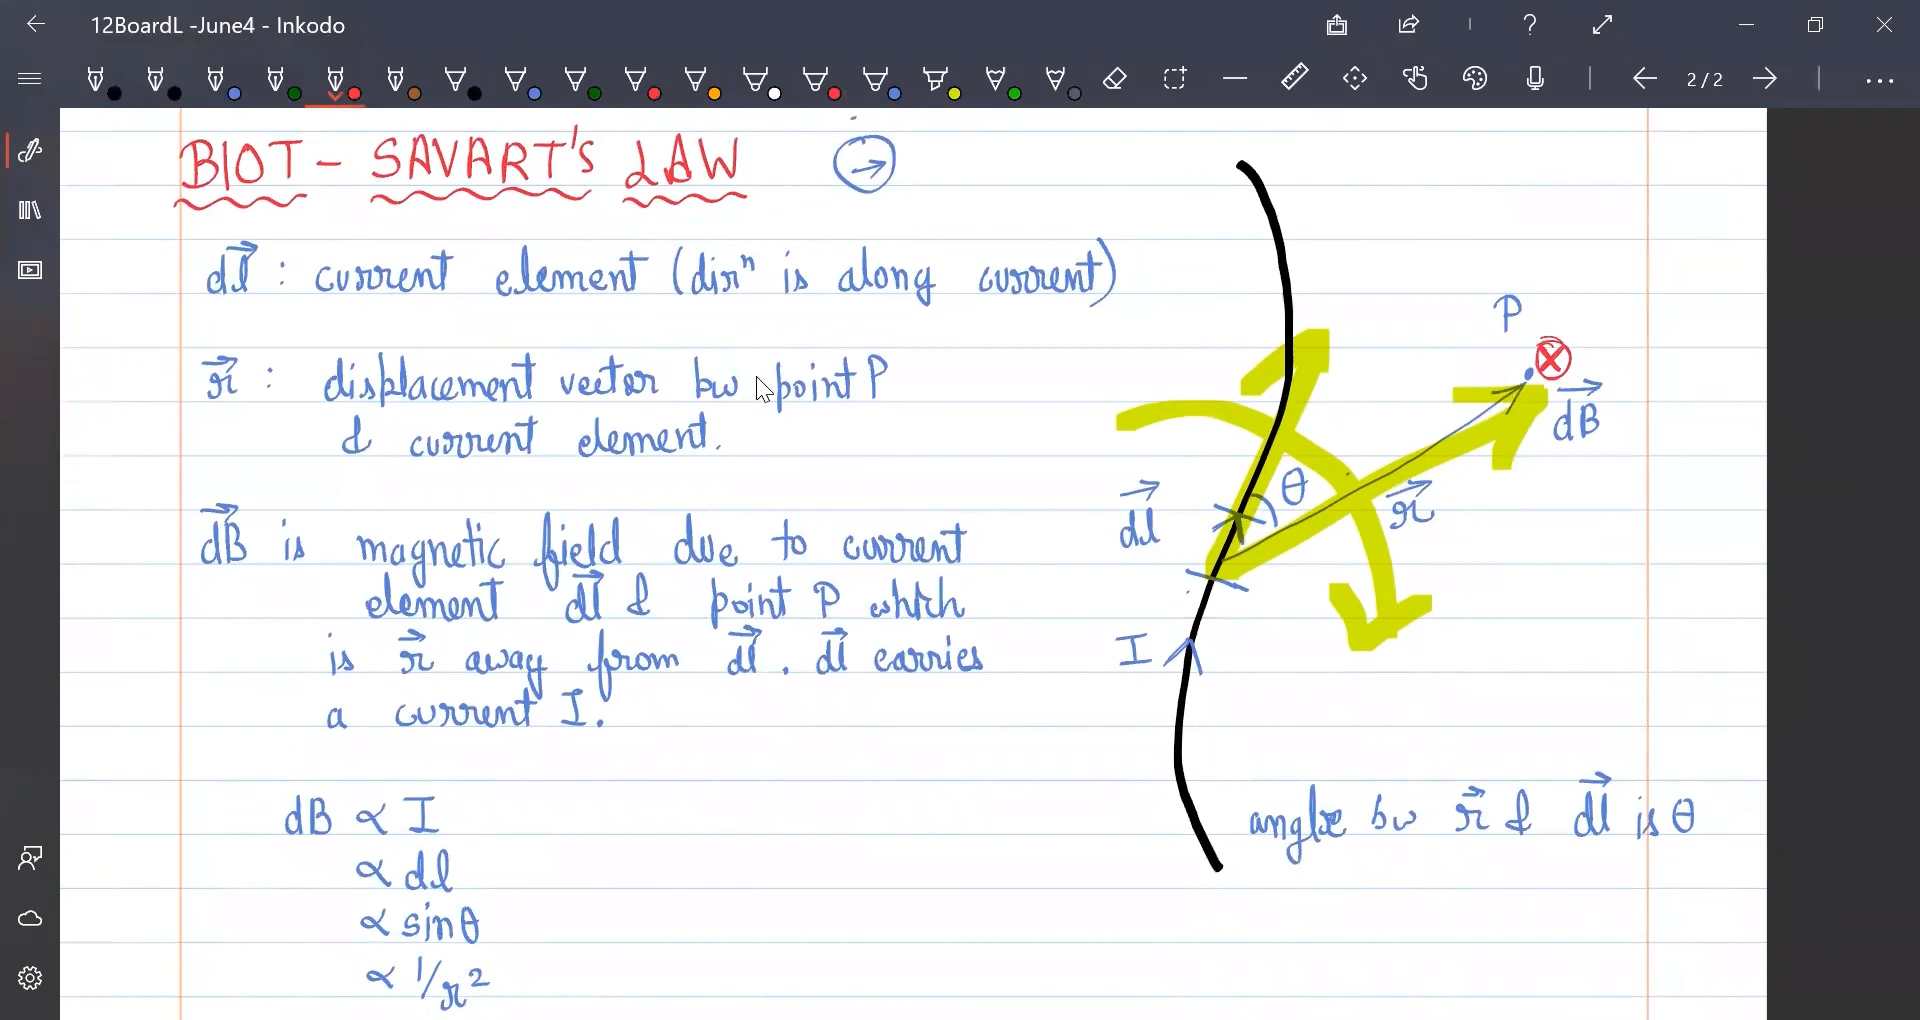 12BoardL -June4 - Inkodo
2/2
BIOT - SAVART's LAW
dl : current element (dirⁿ is along current)
r : displacement vector bw point P
& current element.
dB is magnetic field due to current
element dl & point P which
is r away from dl . dl carries
a current I.
dB ∝ I
∝ dl
∝ sinθ
∝ 1/r²
P
dB
θ
r
dl
I
angle bw r & dl is θ